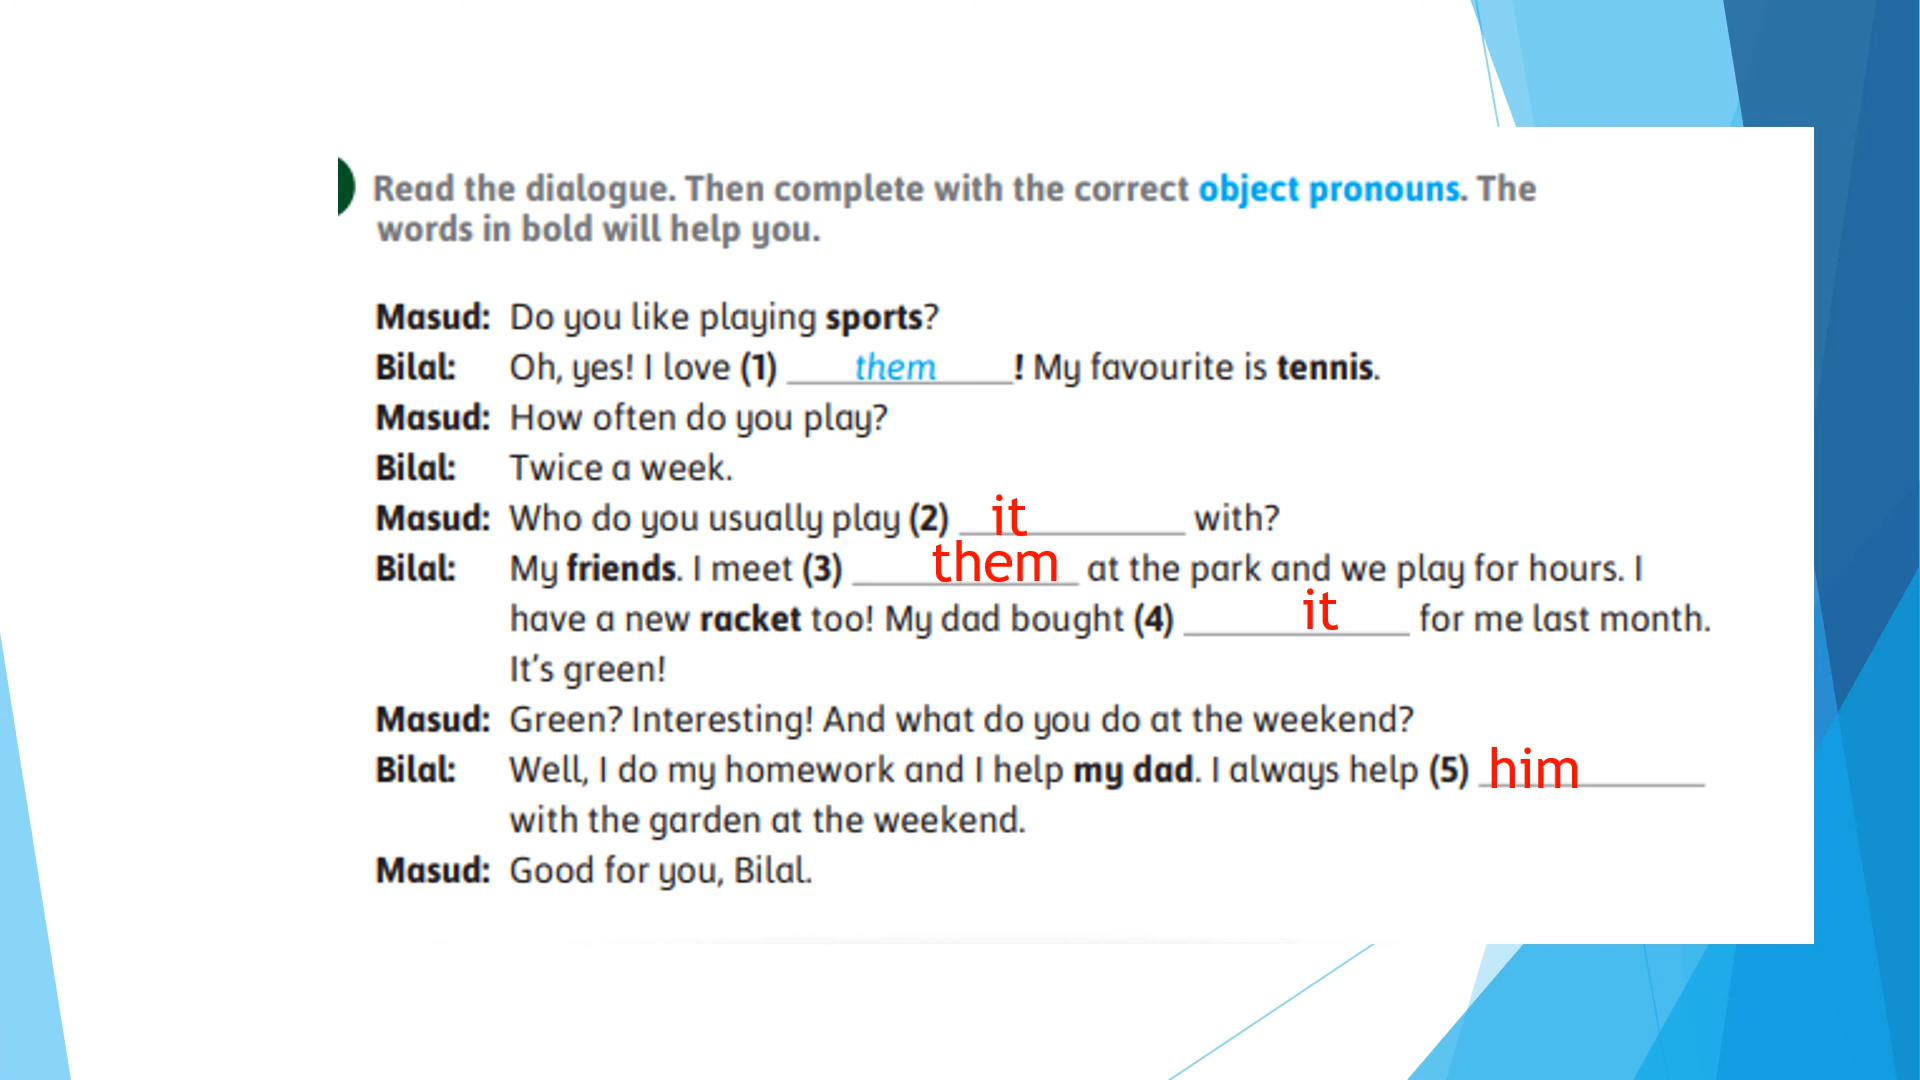 Read the dialogue. Then complete with the correct object pronouns. The
words in bold will help you.
Masud: Do you like playing sports?
Bilal: Oh, yes! I love (1) ____them____! My favourite is tennis.
Masud: How often do you play?
Bilal: Twice a week.
Masud: Who do you usually play (2) __it________ with?
Bilal: My friends. I meet (3) ____them____ at the park and we play for hours. I
have a new racket too! My dad bought (4) ______it____ for me last month.
It's green!
Masud: Green? Interesting! And what do you do at the weekend?
Bilal: Well, I do my homework and I help my dad. I always help (5) him______
with the garden at the weekend.
Masud: Good for you, Bilal.